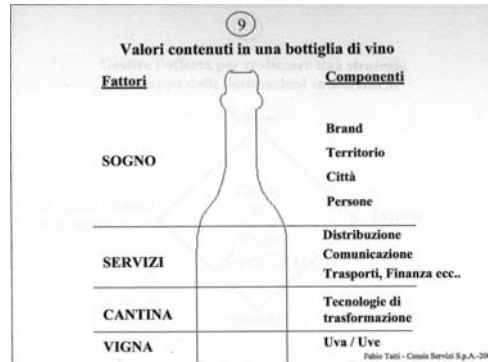 9
Valori contenuti in una bottiglia di vino
Fattori
Componenti
SOGNO
Brand
Territorio
Città
Persone
SERVIZI
Distribuzione
Comunicazione
Trasporti, Finanza ecc..
CANTINA
Tecnologie di
trasformazione
VIGNA
Uva / Uve
Fabio Taiti - Censis Servizi S.p.A.-200